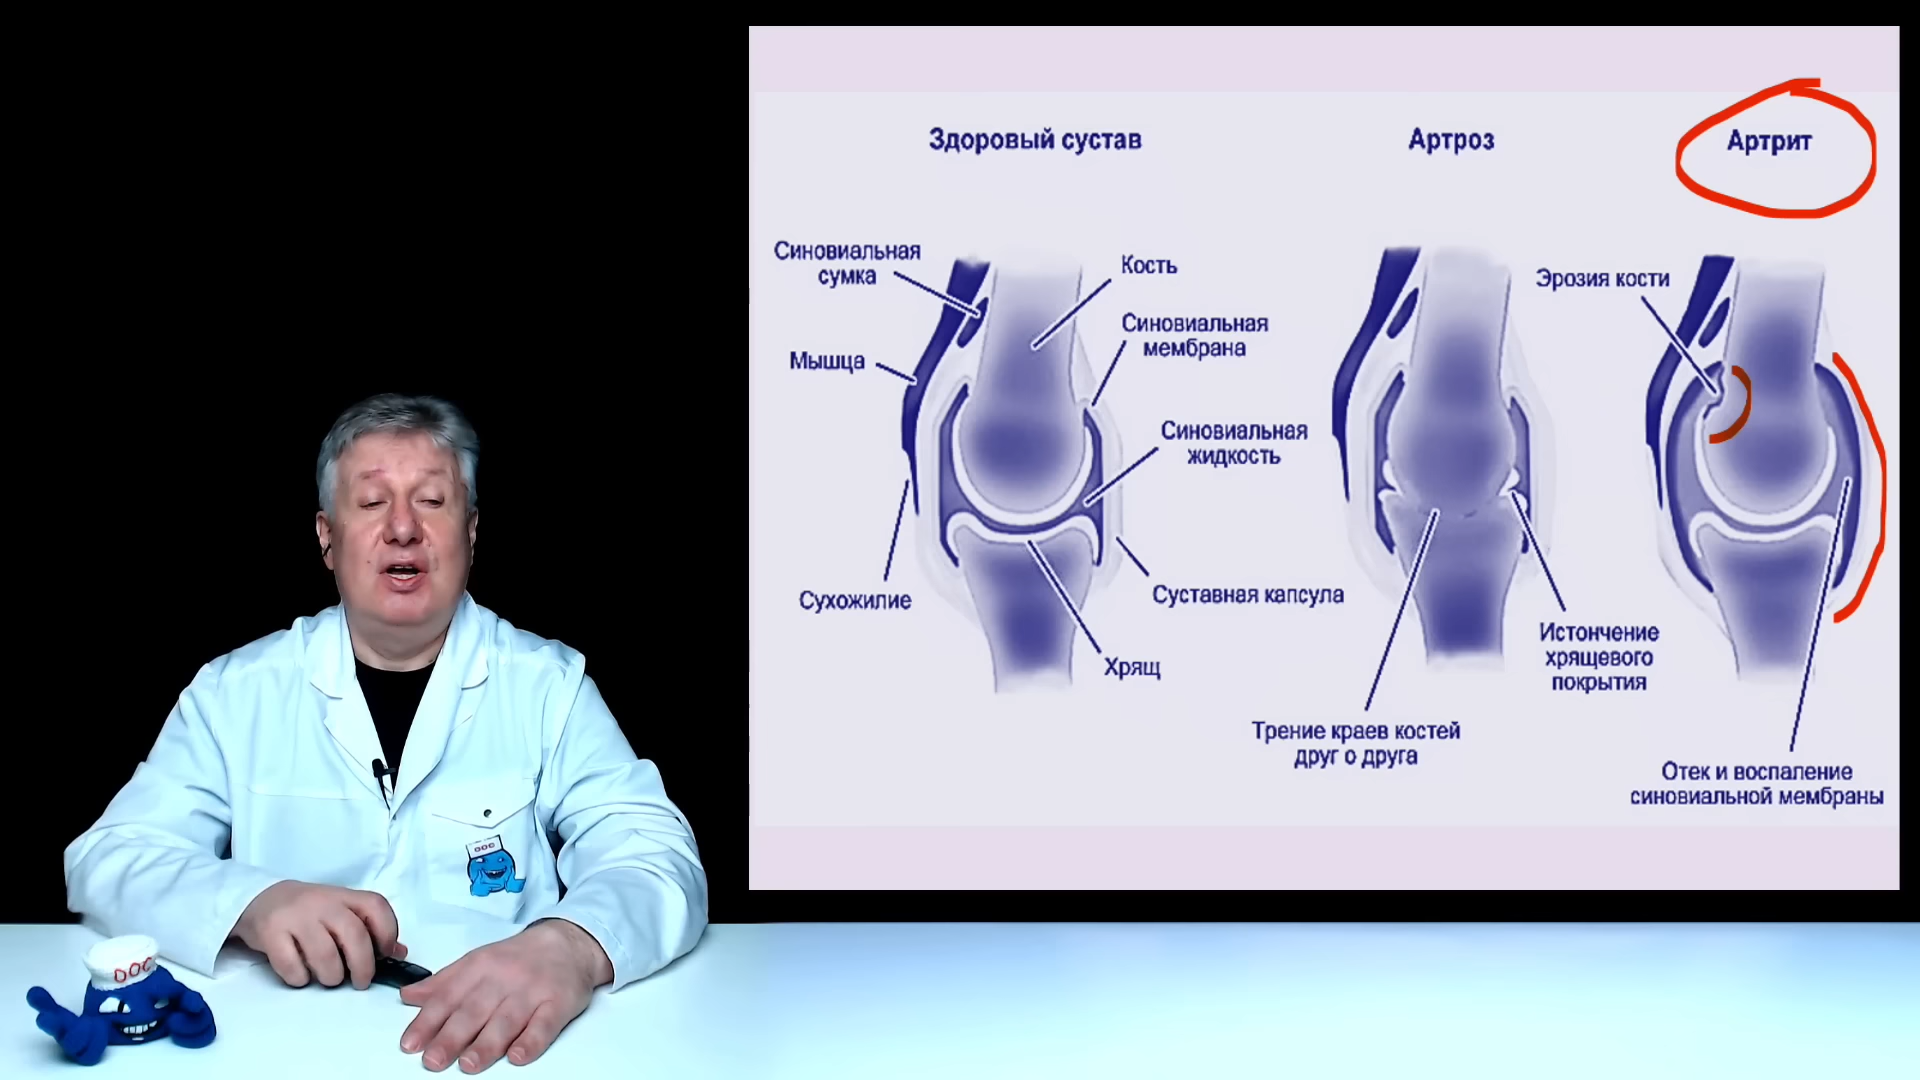 Здоровый сустав
Артроз
Артрит
Синовиальная
сумка
Кость
Эрозия кости
Синовиальная
мембрана
Мышца
Синовиальная
жидкость
Сухожилие
Суставная капсула
Хрящ
Истончение
хрящевого
покрытия
Трение краев костей
друг о друга
Отек и воспаление
синовиальной мембраны
DOC
DOC